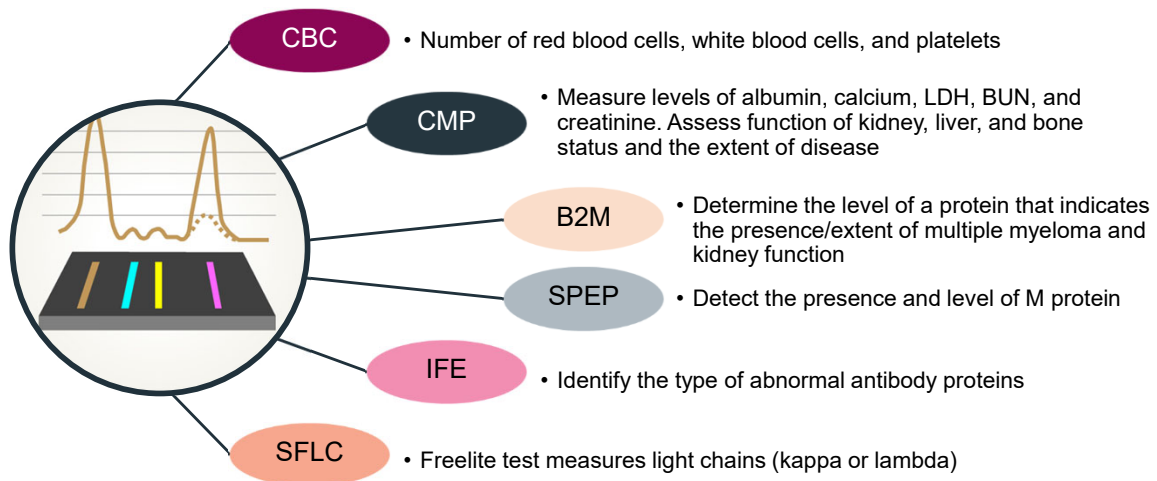 CBC
• Number of red blood cells, white blood cells, and platelets
CMP
• Measure levels of albumin, calcium, LDH, BUN, and
creatinine. Assess function of kidney, liver, and bone
status and the extent of disease
B2M
• Determine the level of a protein that indicates
the presence/extent of multiple myeloma and
kidney function
SPEP
• Detect the presence and level of M protein
IFE
• Identify the type of abnormal antibody proteins
SFLC
• Freelite test measures light chains (kappa or lambda)